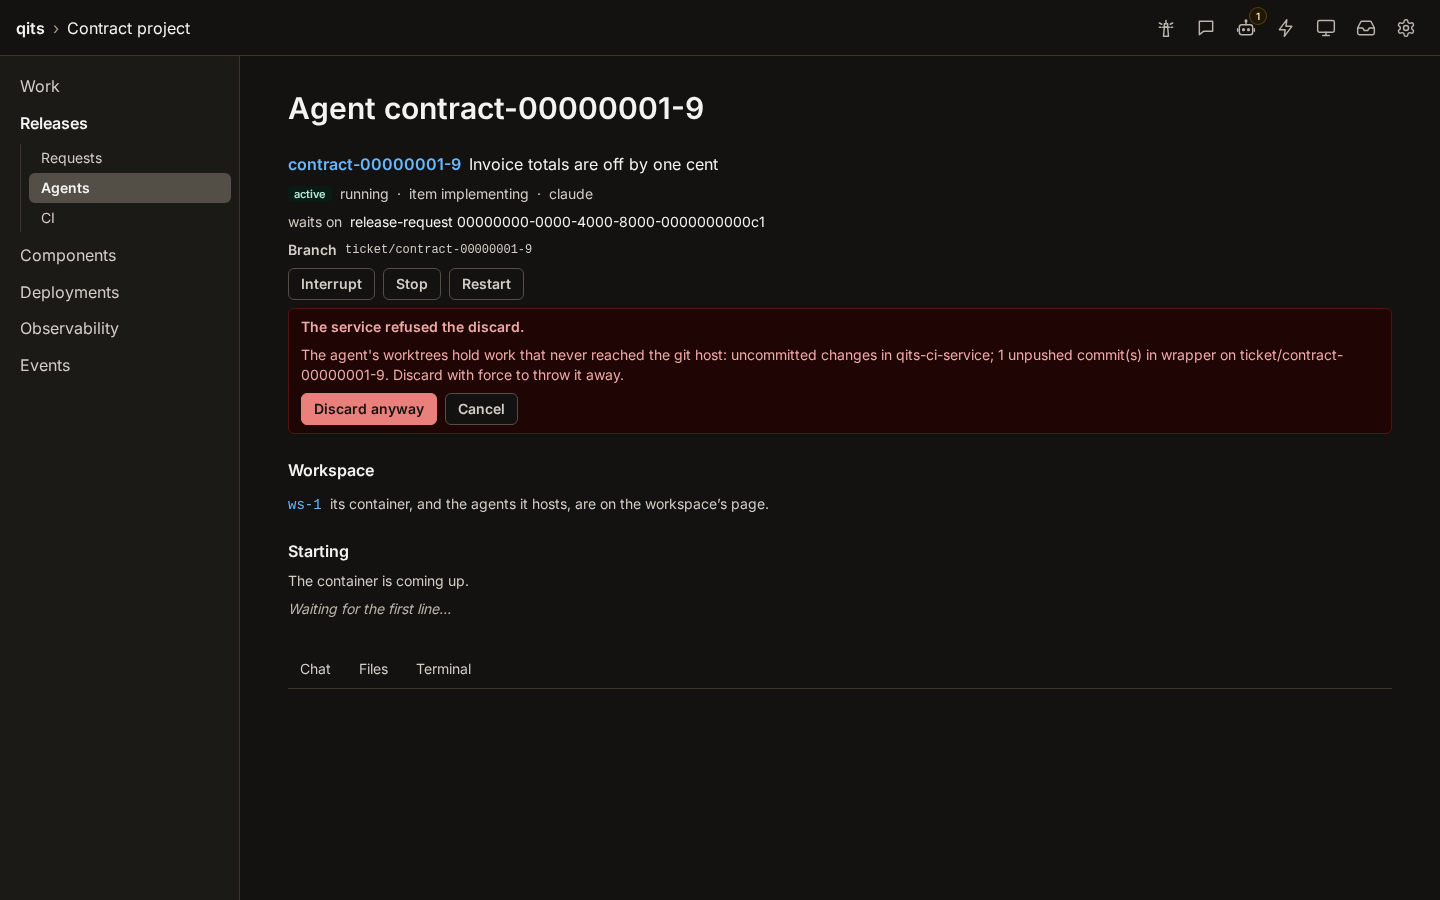 qits › Contract project
1
Work
Releases
Requests
Agents
CI
Components
Deployments
Observability
Events
Agent contract-00000001-9
contract-00000001-9 Invoice totals are off by one cent
active running · item implementing · claude
waits on release-request 00000000-0000-4000-8000-0000000000c1
Branch ticket/contract-00000001-9
Interrupt Stop Restart
The service refused the discard.
The agent's worktrees hold work that never reached the git host: uncommitted changes in qits-ci-service; 1 unpushed commit(s) in wrapper on ticket/contract-
00000001-9. Discard with force to throw it away.
Discard anyway Cancel
Workspace
ws-1 its container, and the agents it hosts, are on the workspace’s page.
Starting
The container is coming up.
Waiting for the first line…
Chat Files Terminal